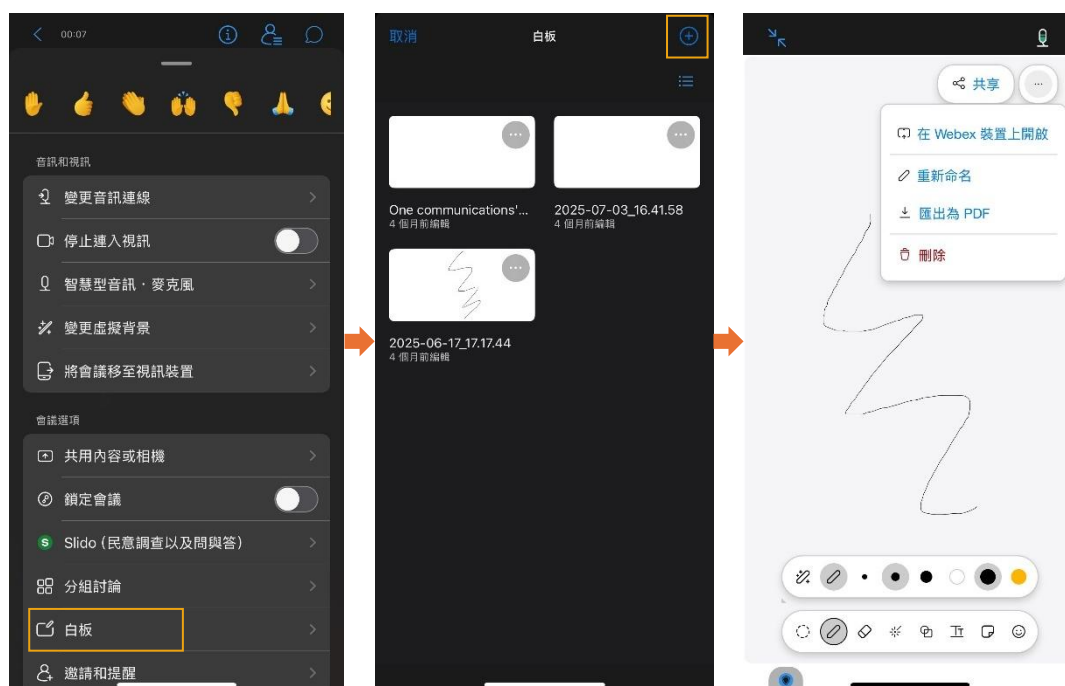 00:07
音訊和視訊
變更音訊連線
停止連入視訊
智慧型音訊 · 麥克風
變更虛擬背景
將會議移至視訊裝置
會議選項
共用內容或相機
鎖定會議
S Slido (民意調查以及問與答)
分組討論
白板
邀請和提醒
取消 白板
One communications'... 2025-07-03_16.41.58
4 個月前編輯 4 個月前編輯
2025-06-17_17.17.44
4 個月前編輯
共享
在 Webex 裝置上開啟
重新命名
匯出為 PDF
刪除